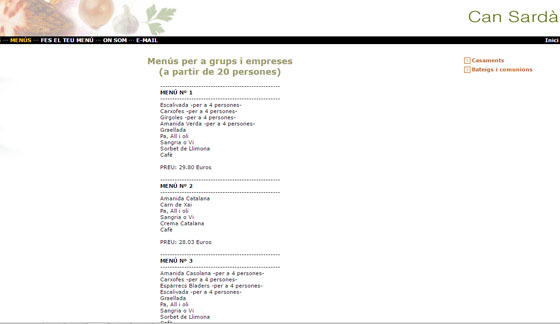 Can Sardà
MENÚS ··· FES EL TEU MENÚ ··· ON SOM ··· E-MAIL
Inici
Menús per a grups i empreses
(a partir de 20 persones)
Casaments
Bateigs i comunions
MENÚ Nº 1
Escalivada -per a 4 persones-
Carxofes -per a 4 persones-
Girgoles -per a 4 persones-
Amanida Verda -per a 4 persones-
Graellada
Pa, All i oli
Sangria o Vi
Sorbet de Llimona
Cafè
PREU: 29.80 Euros
MENÚ Nº 2
Amanida Catalana
Carn de Xai
Pa, All i oli
Sangria o Vi
Crema Catalana
Cafè
PREU: 28.03 Euros
MENÚ Nº 3
Amanida Casolana -per a 4 persones-
Carxofes -per a 4 persones-
Espàrrecs Bladers -per a 4 persones-
Escalivada -per a 4 persones-
Graellada
Pa, All i oli
Sangria o Vi
Sorbet de Llimona
Cafè